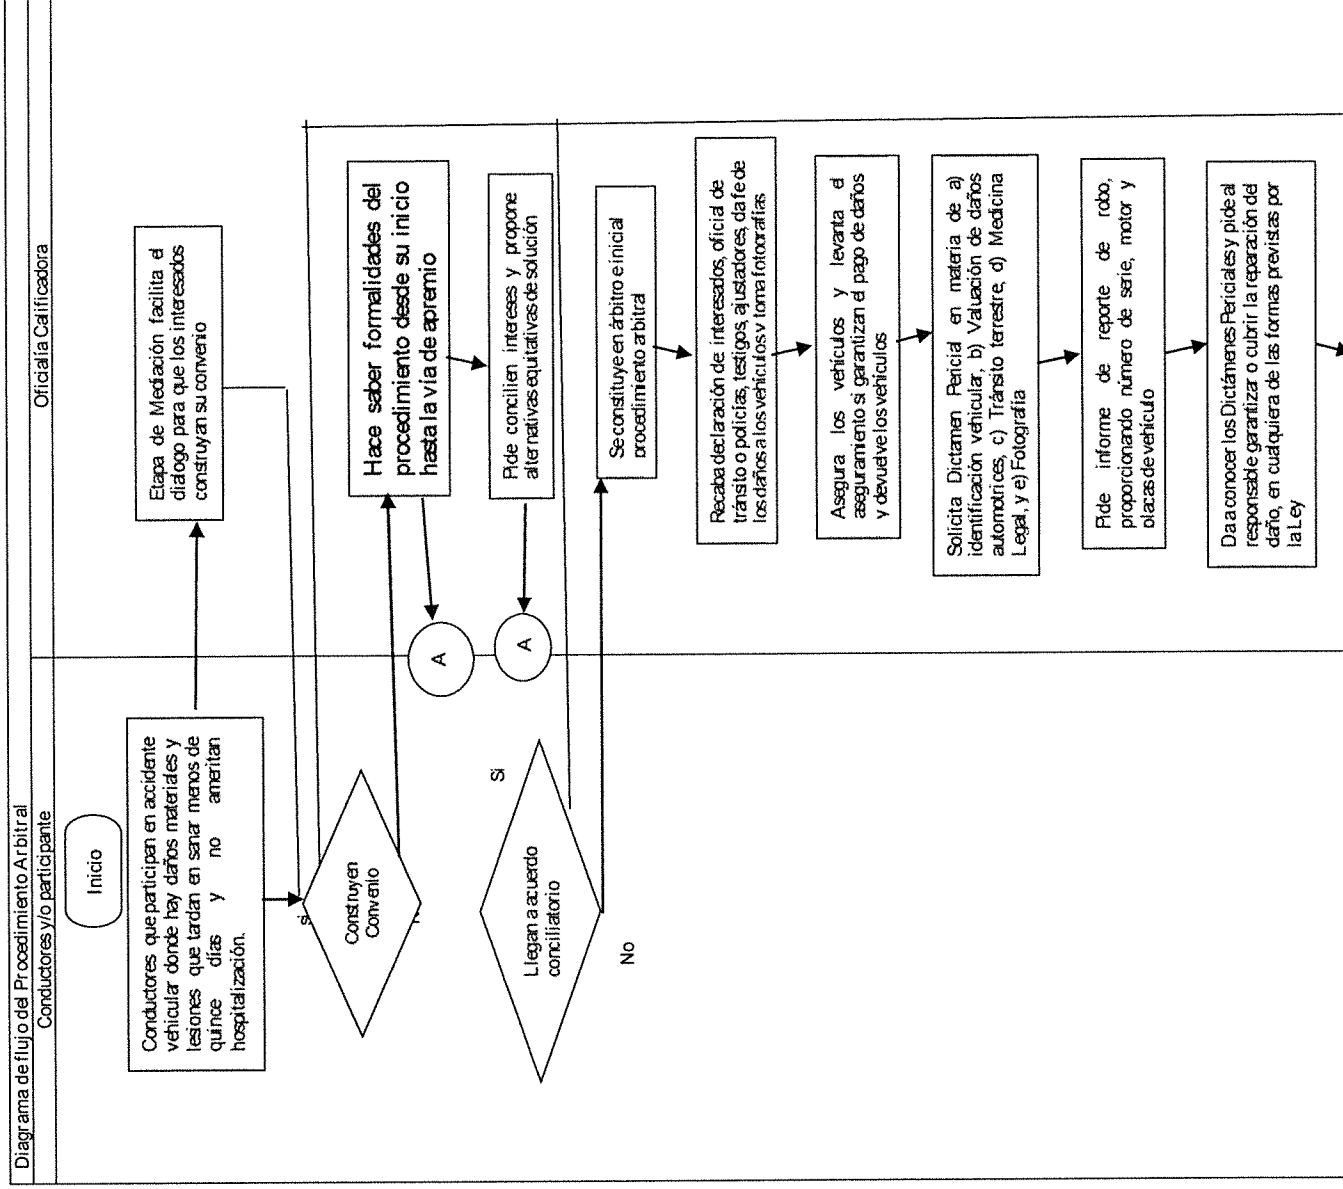 Diagrama de flujo del Procedimiento Arbitral
Conductores y/o participante
Oficialía Calificadora
Inicio
Conductores que participan en accidente
vehicular donde hay daños materiales y
lesiones que tardan en sanar menos de
quince días y no ameritan
hospitalización.
Etapa de Mediación facilita el
dialogo para que los interesados
construyan su convenio
Construyen
Convenio
Hace saber formalidades del
procedimiento desde su inicio
hasta la vía de apremio
A
Pide concilien intereses y propone
alternativas equitativas de solución
A
Si
Llegan a acuerdo
conciliatorio
No
Se constituye en árbitro e inicial
procedimiento arbitral
Recaba declaración de interesados, oficial de
tránsito o policías, testigos, ajustadores, da fe de
los daños a los vehículos y toma fotografías
Asegura los vehículos y levanta el
aseguramiento si garantizan el pago de daños
y devuelve los vehículos
Solicita Dictamen Pericial en materia de a)
identificación vehicular, b) Valuación de daños
automotrices, c) Tránsito terrestre, d) Medicina
Legal, y e) Fotografía
Pide informe de reporte de robo,
proporcionando número de serie, motor y
placas de vehículo
Da a conocer los Dictámenes Periciales y pide al
responsable garantizar o cubrir la reparación del
daño, en cualquiera de las formas previstas por
la Ley